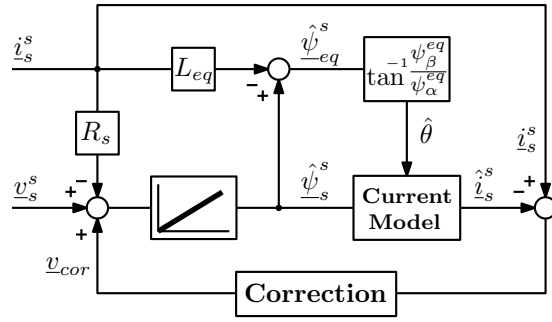 i_s^s
L_eq
− +
ψ̂_eq^s
tan⁻¹ ψ_β^eq / ψ_α^eq
R_s
θ̂
i_s^s
v_s^s
+ − +
ψ̂_s^s
Current
Model
î_s^s
− +
v_cor
Correction